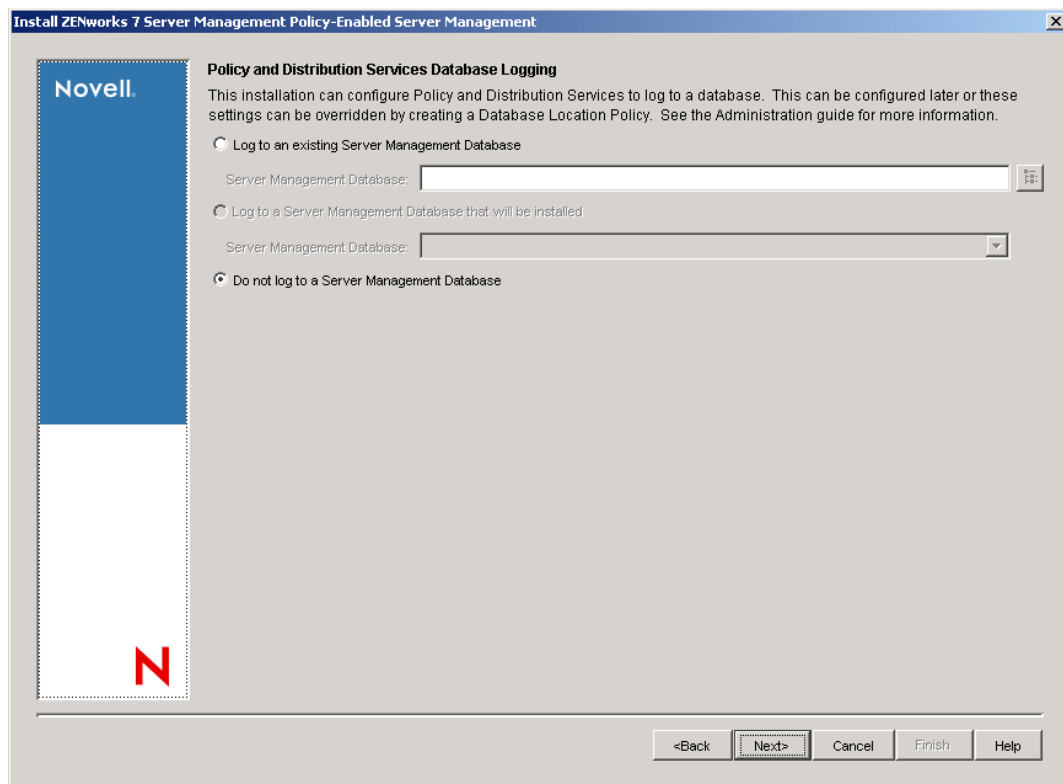 Install ZENworks 7 Server Management Policy-Enabled Server Management
Novell.
Policy and Distribution Services Database Logging
This installation can configure Policy and Distribution Services to log to a database. This can be configured later or these
settings can be overridden by creating a Database Location Policy. See the Administration guide for more information.
Log to an existing Server Management Database
Server Management Database:
Log to a Server Management Database that will be installed
Server Management Database:
Do not log to a Server Management Database
N
<Back
Next>
Cancel
Finish
Help